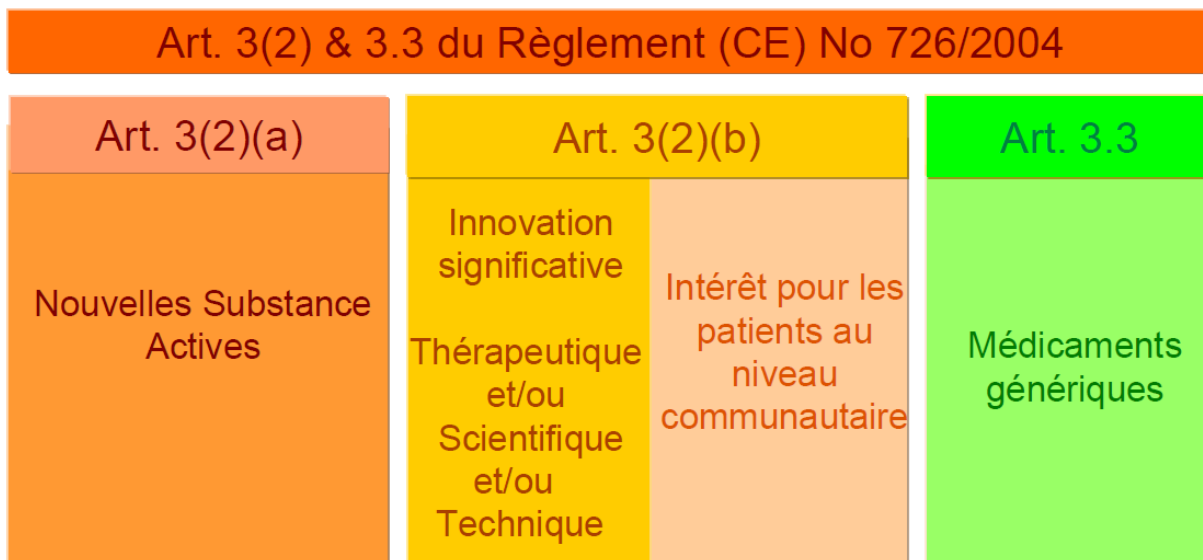 Art. 3(2) & 3.3 du Règlement (CE) No 726/2004
Art. 3(2)(a)
Nouvelles Substance
Actives
Art. 3(2)(b)
Innovation
significative
Thérapeutique
et/ou
Scientifique
et/ou
Technique
Intérêt pour les
patients au
niveau
communautaire
Art. 3.3
Médicaments
génériques